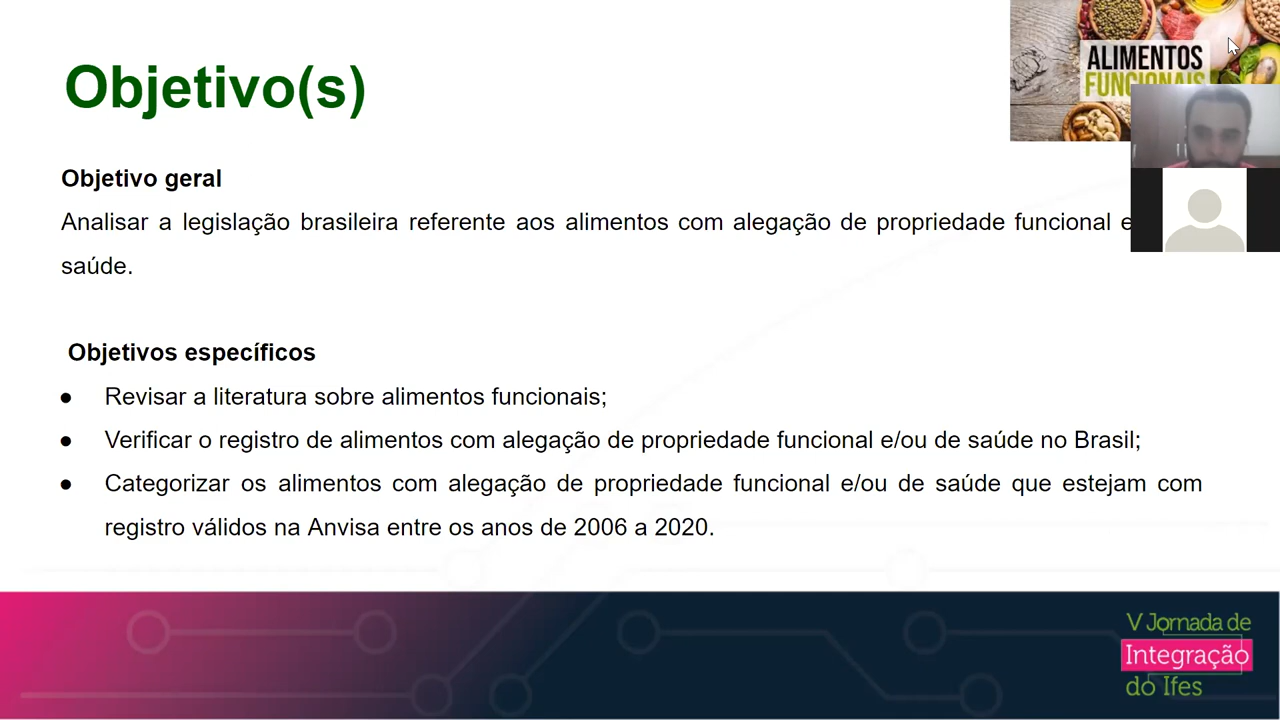 Objetivo(s)
ALIMENTOS
FUNCIONAIS
Objetivo geral
Analisar a legislação brasileira referente aos alimentos com alegação de propriedade funcional e
saúde.
Objetivos específicos
● Revisar a literatura sobre alimentos funcionais;
● Verificar o registro de alimentos com alegação de propriedade funcional e/ou de saúde no Brasil;
● Categorizar os alimentos com alegação de propriedade funcional e/ou de saúde que estejam com
registro válidos na Anvisa entre os anos de 2006 a 2020.
V Jornada de
Integração
do Ifes